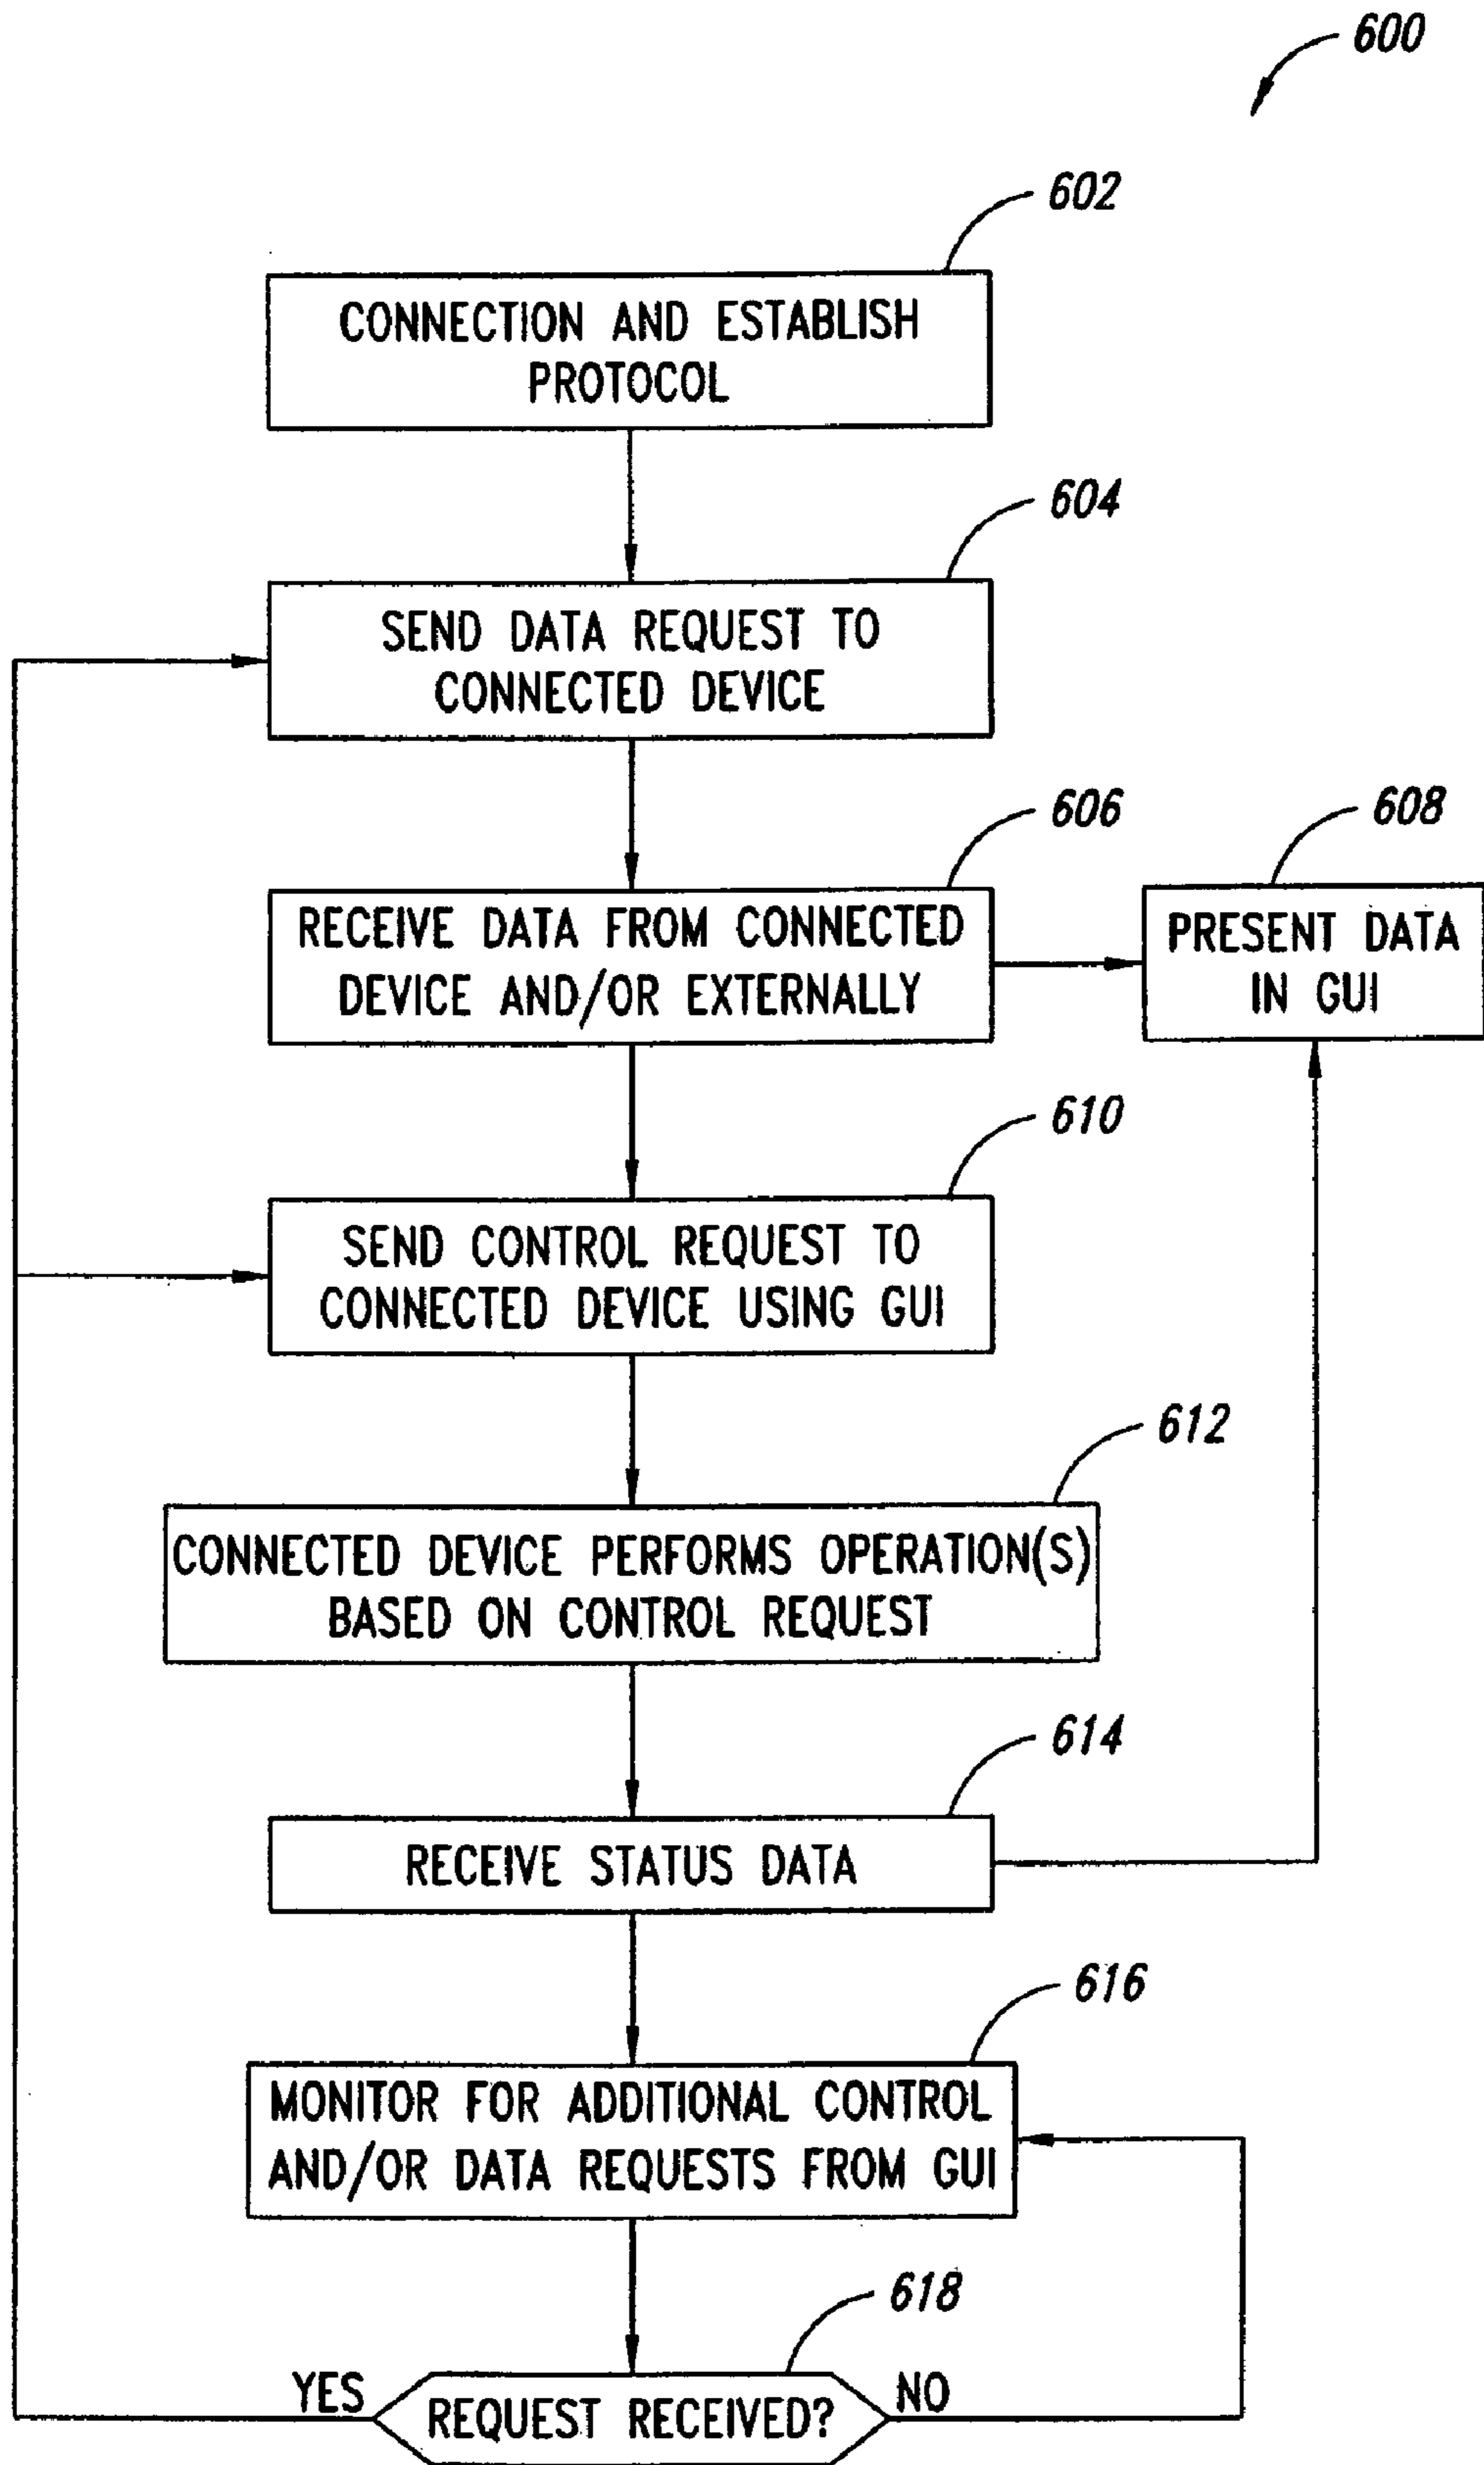 600
602
CONNECTION AND ESTABLISH
PROTOCOL
604
SEND DATA REQUEST TO
CONNECTED DEVICE
606
RECEIVE DATA FROM CONNECTED
DEVICE AND/OR EXTERNALLY
608
PRESENT DATA
IN GUI
610
SEND CONTROL REQUEST TO
CONNECTED DEVICE USING GUI
612
CONNECTED DEVICE PERFORMS OPERATION(S)
BASED ON CONTROL REQUEST
614
RECEIVE STATUS DATA
616
MONITOR FOR ADDITIONAL CONTROL
AND/OR DATA REQUESTS FROM GUI
618
YES
REQUEST RECEIVED?
NO